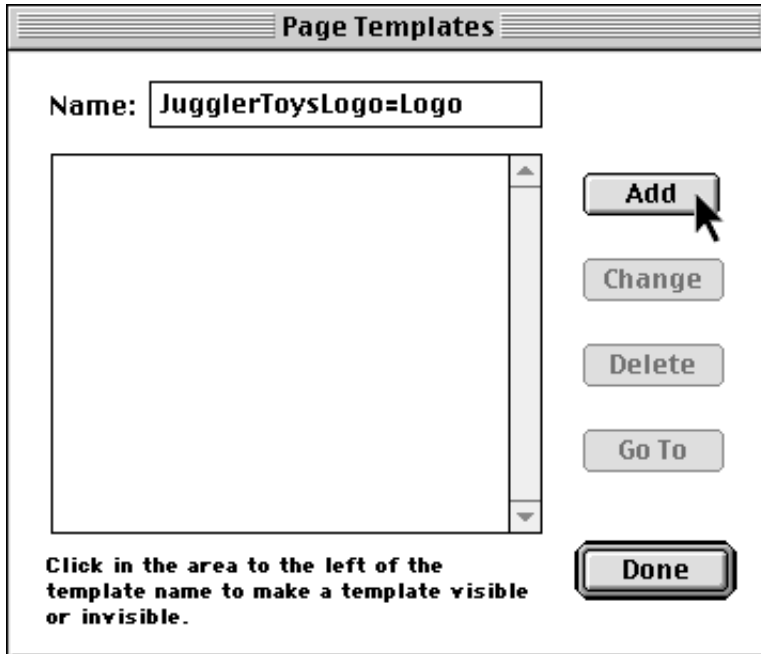 Page Templates
Name: JugglerToysLogo=Logo
Add
Change
Delete
Go To
Done
Click in the area to the left of the
template name to make a template visible
or invisible.